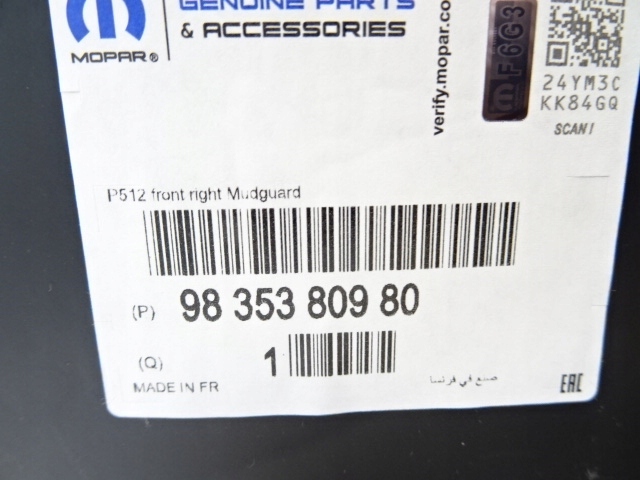 GENUINE PARTS
& ACCESSORIES
MOPAR®
verify.mopar.co
F6G3
24YM3C
KK84GQ
SCAN!
P512 front right Mudguard
(P) 98 353 809 80
(Q) 1
MADE IN FR
صنع في فرنسا
EAC